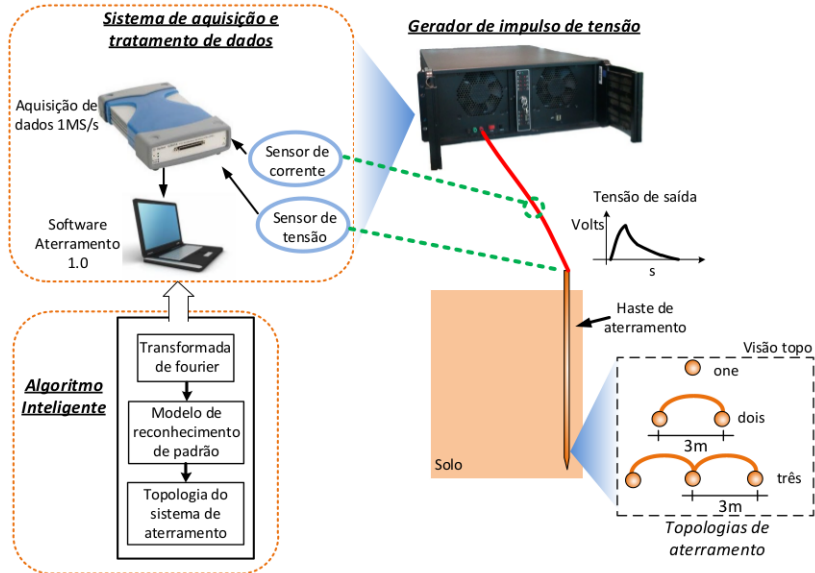 Sistema de aquisição e
tratamento de dados
Aquisição de
dados 1MS/s
Sensor de
corrente
Sensor de
tensão
Software
Aterramento
1.0
Gerador de impulso de tensão
Tensão de saída
Volts
s
Haste de
aterramento
Solo
Visão topo
one
dois
3m
três
3m
Topologias de
aterramento
Algoritmo
Inteligente
Transformada
de fourier
Modelo de
reconhecimento
de padrão
Topologia do
sistema de
aterramento